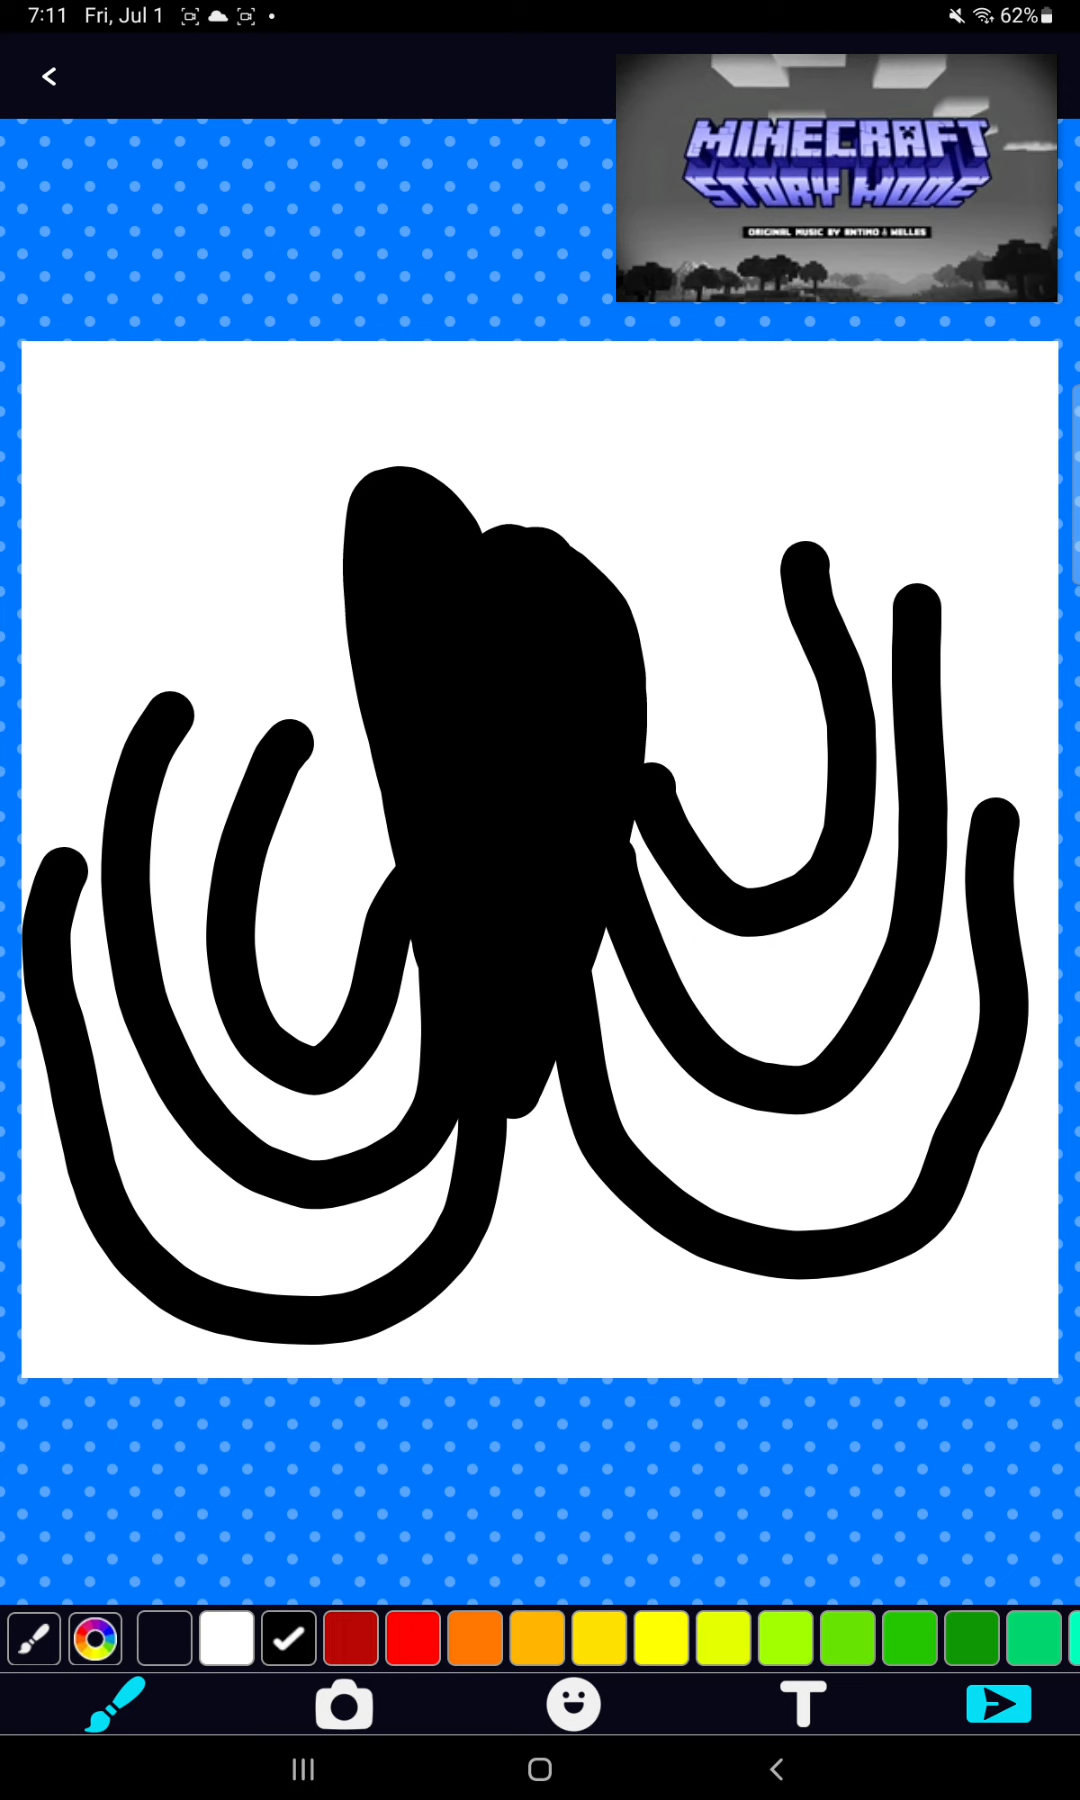 7:11 Fri, Jul 1 62%
MINECRAFT
STORY MODE
ORIGINAL MUSIC BY ANTIMO & WELLES
T